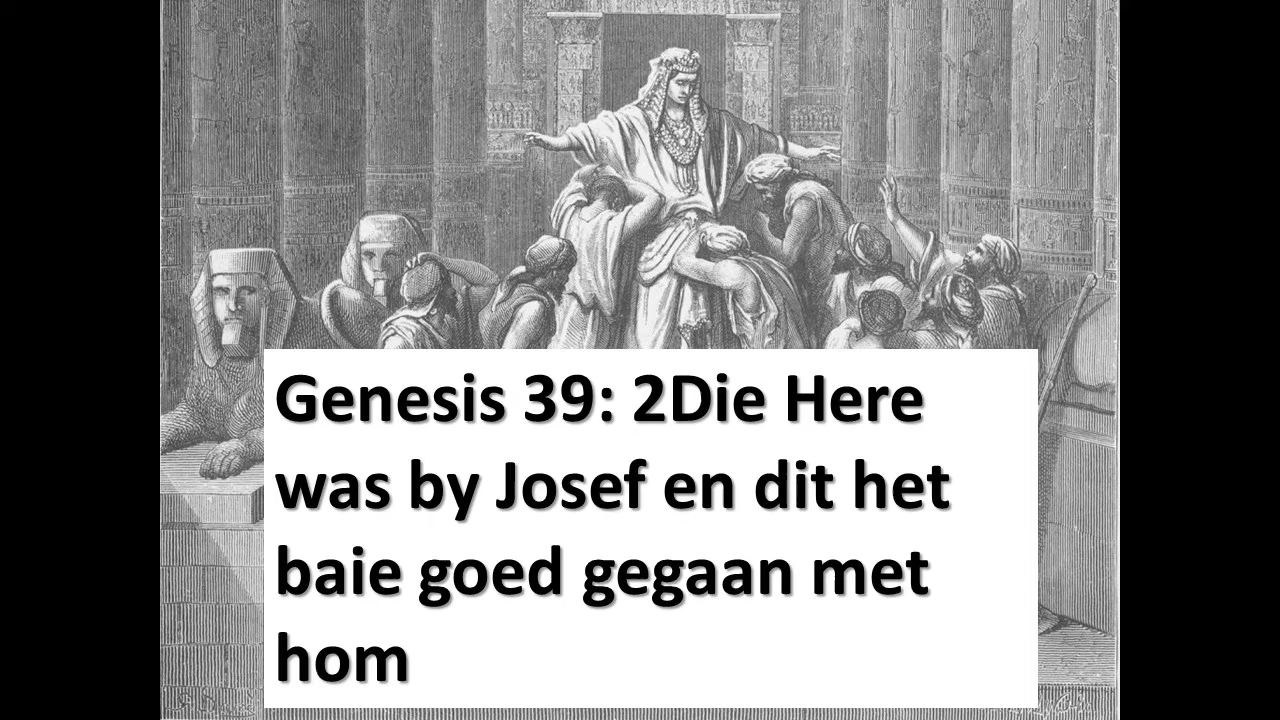 Genesis 39: 2Die Here
was by Josef en dit het
baie goed gegaan met
hom